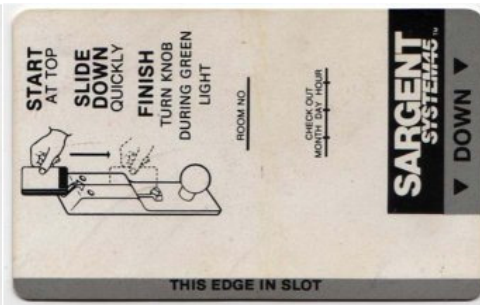 START
AT TOP
SLIDE
DOWN
QUICKLY
FINISH
TURN KNOB
DURING GREEN
LIGHT
ROOM NO
CHECK OUT
MONTH DAY HOUR
SARGENT
SYSTEM45™
▼ DOWN ▼
THIS EDGE IN SLOT